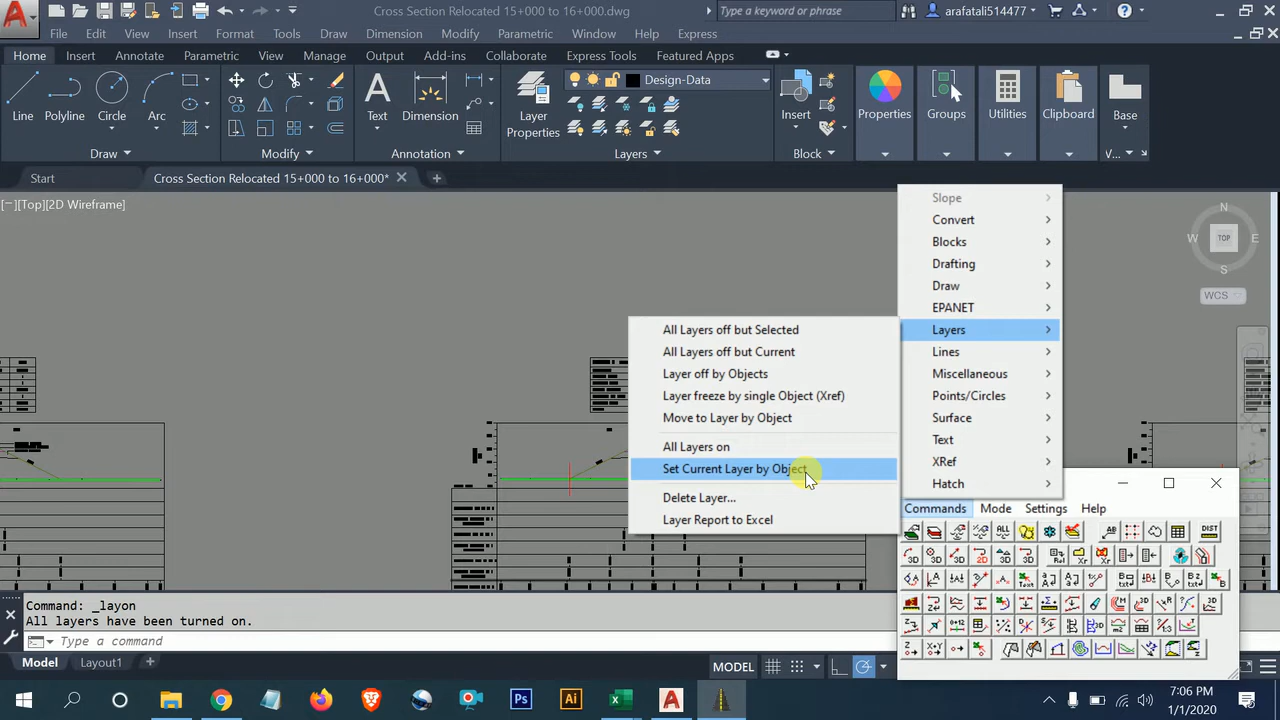 Cross Section Relocated 15+000 to 16+000.dwg
Type a keyword or phrase
arafatali514477
File Edit View Insert Format Tools Draw Dimension Modify Parametric Window Help Express
Home Insert Annotate Parametric View Manage Output Add-ins Collaborate Express Tools Featured Apps
Design-Data
Line Polyline Circle Arc
Text Dimension
Layer Properties
Insert
Properties Groups Utilities Clipboard Base
Draw Modify Annotation Layers Block V...
Start
Cross Section Relocated 15+000 to 16+000*
[−][Top][2D Wireframe]
N
W TOP E
S
WCS
Slope
Convert
Blocks
Drafting
Draw
EPANET
Layers
Lines
Miscellaneous
Points/Circles
Surface
Text
XRef
Hatch
All Layers off but Selected
All Layers off but Current
Layer off by Objects
Layer freeze by single Object (Xref)
Move to Layer by Object
All Layers on
Set Current Layer by Object
Delete Layer...
Layer Report to Excel
Commands Mode Settings Help
Command: _layon
All layers have been turned on.
Type a command
Model Layout1
MODEL
7:06 PM
1/1/2020